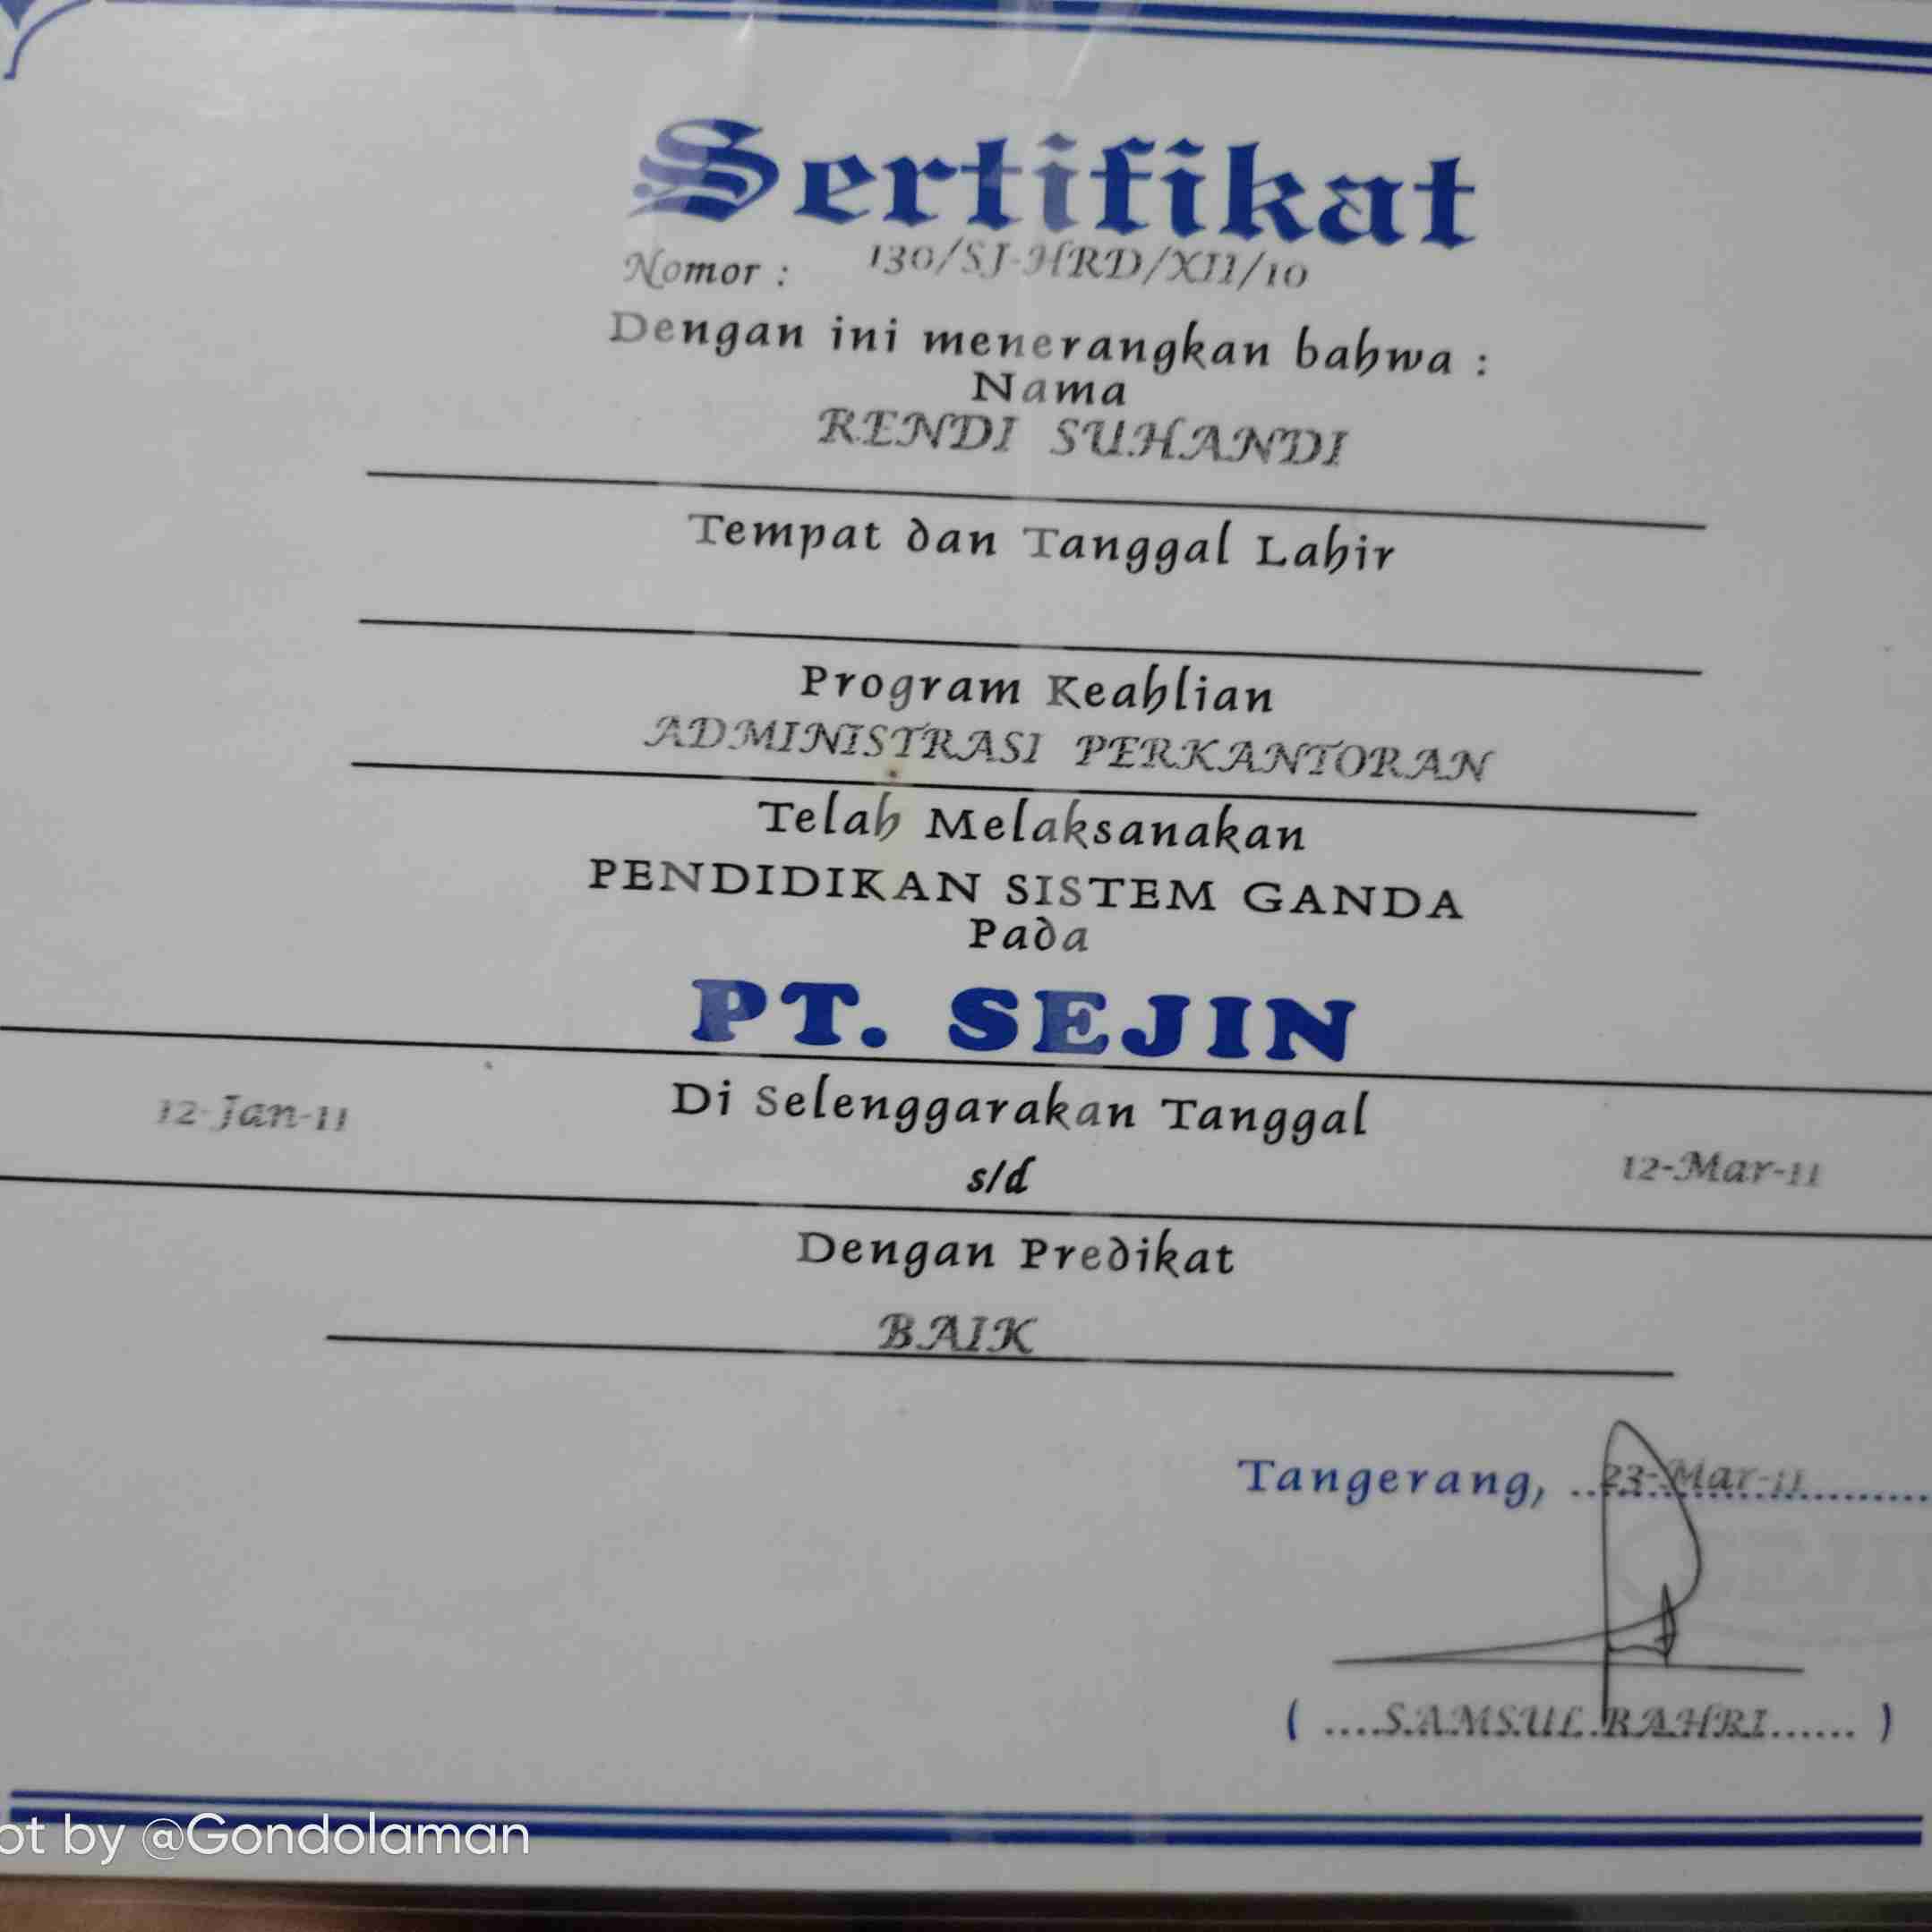 Sertifikat
Nomor : 130/SJ-HRD/XII/10
Dengan ini menerangkan bahwa :
Nama
RENDI SUHANDI
Tempat dan Tanggal Lahir
Program Keahlian
ADMINISTRASI PERKANTORAN
Telah Melaksanakan
PENDIDIKAN SISTEM GANDA
Pada
PT. SEJIN
Di Selenggarakan Tanggal
12-Jan-11 s/d 12-Mar-11
Dengan Predikat
BAIK
Tangerang, 23-Mar-11
( ....SAMSUL BAHRI...... )
ot by @Gondolaman